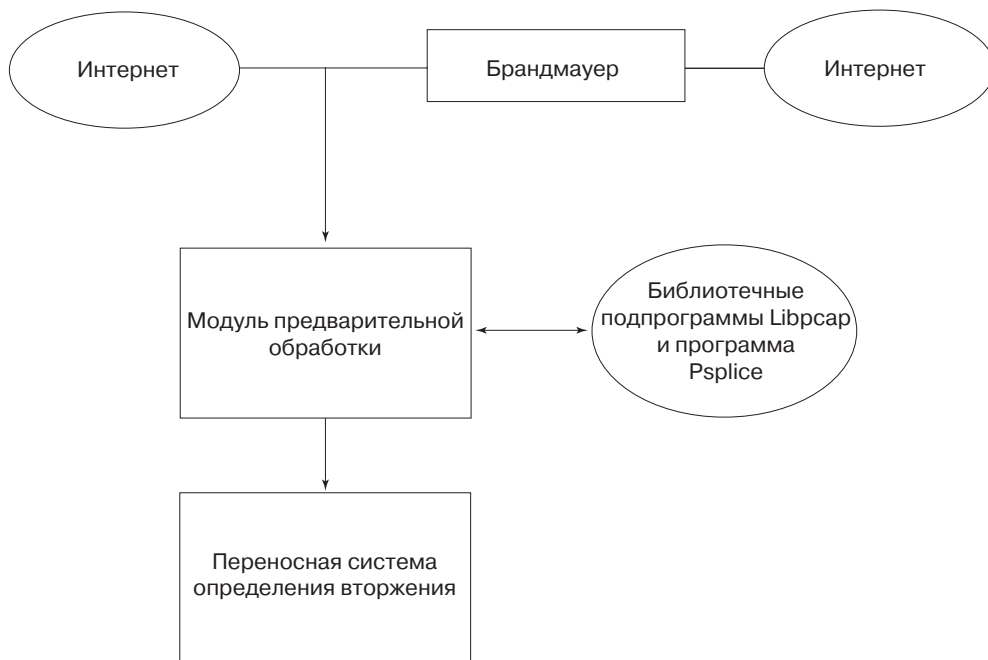 Интернет
Брандмауер
Интернет
Модуль предварительной
обработки
Библиотечные
подпрограммы Libpcap
и программа
Psplice
Переносная система
определения вторжения